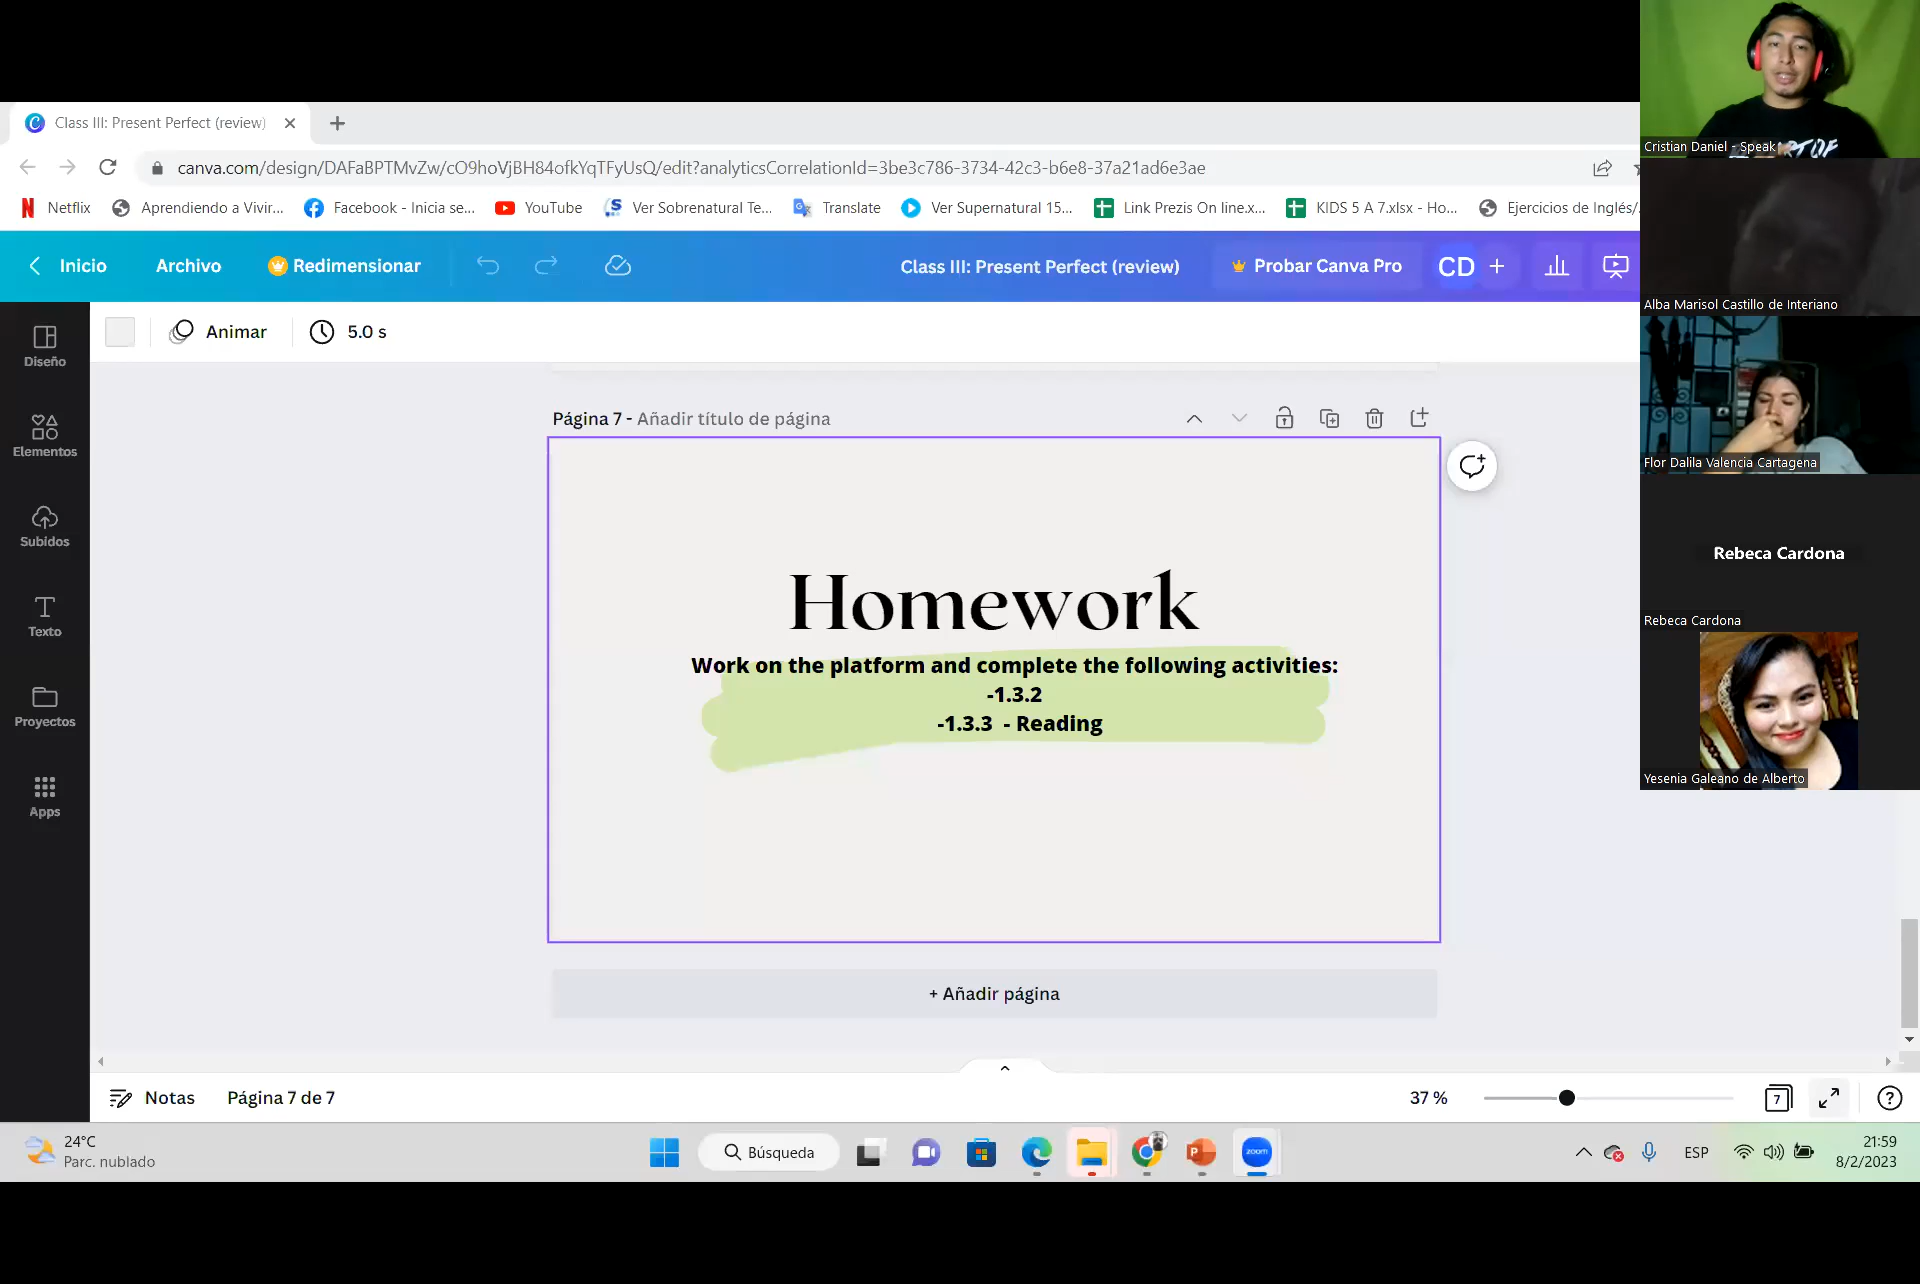 Class III: Present Perfect (review)
canva.com/design/DAFaBPTMvZw/cO9hoVjBH84ofkYqTFyUsQ/edit?analyticsCorrelationId=3be3c786-3734-42c3-b6e8-37a21ad6e3ae
Netflix Aprendiendo a Vivir... Facebook - Inicia se... YouTube Ver Sobrenatural Te... Translate Ver Supernatural 15... Link Prezis On line.x... KIDS 5 A 7.xlsx - Ho... Ejercicios de Inglés/
Inicio Archivo Redimensionar Class III: Present Perfect (review) Probar Canva Pro CD +
Animar 5.0 s
Diseño
Elementos
Subidos
Texto
Proyectos
Apps
Página 7 - Añadir título de página
Homework
Work on the platform and complete the following activities:
-1.3.2
-1.3.3 - Reading
+ Añadir página
Notas Página 7 de 7 37 % 7
Cristian Daniel - Speak
ART OF
Alba Marisol Castillo de Interiano
Flor Dalila Valencia Cartagena
Rebeca Cardona
Rebeca Cardona
Yesenia Galeano de Alberto
24°C
Parc. nublado
Búsqueda
zoom
ESP
21:59
8/2/2023